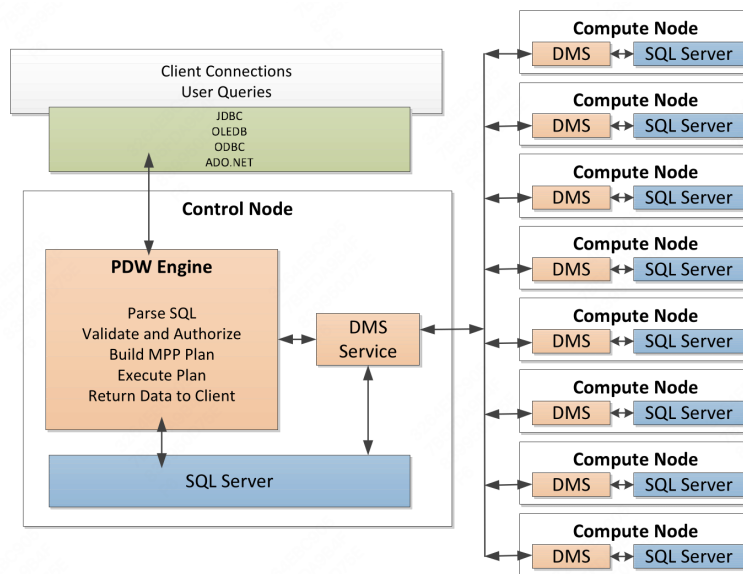 Client Connections
User Queries
JDBC
OLEDB
ODBC
ADO.NET
Control Node
PDW Engine
Parse SQL
Validate and Authorize
Build MPP Plan
Execute Plan
Return Data to Client
DMS
Service
SQL Server
Compute Node
DMS SQL Server
Compute Node
DMS SQL Server
Compute Node
DMS SQL Server
Compute Node
DMS SQL Server
Compute Node
DMS SQL Server
Compute Node
DMS SQL Server
Compute Node
DMS SQL Server
Compute Node
DMS SQL Server